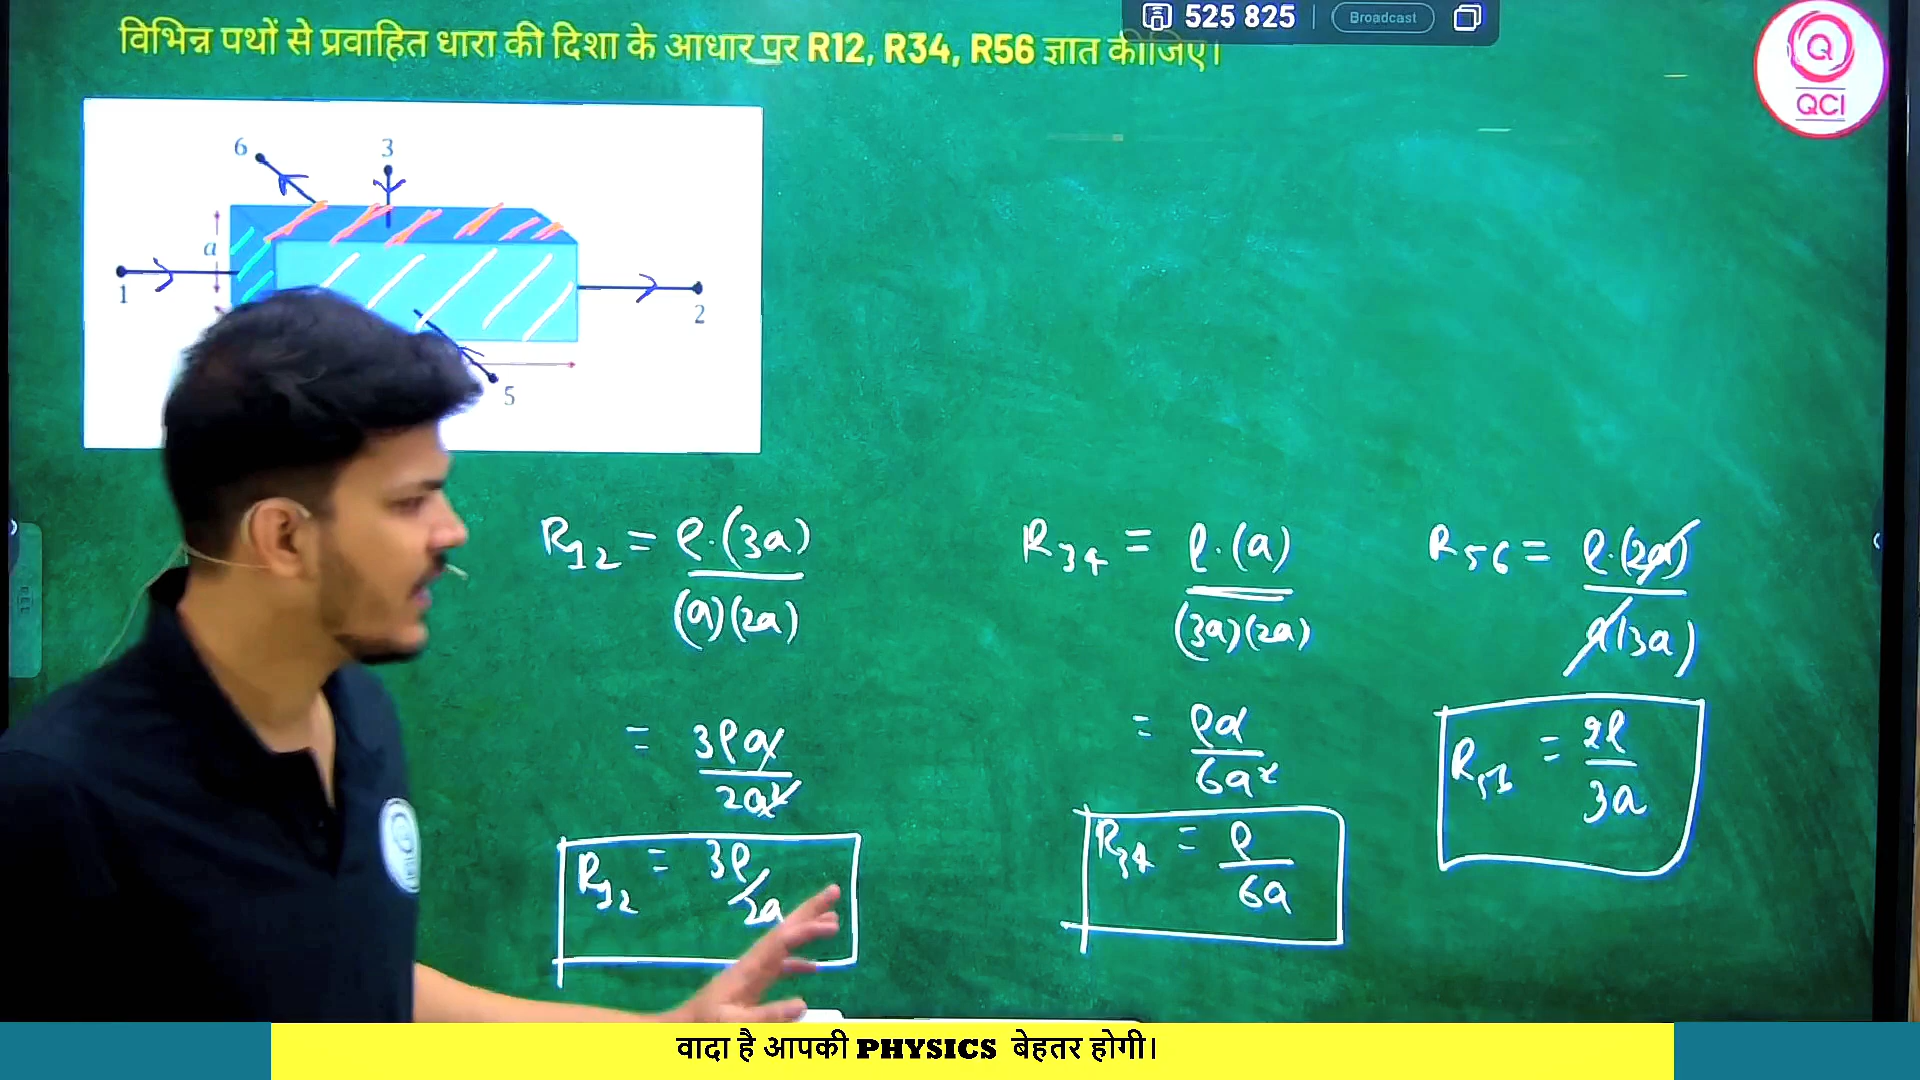 525 825 Broadcast
विभिन्न पथों से प्रवाहित धारा की दिशा के आधार पर R12, R34, R56 ज्ञात कीजिए।
Q
QCI
6
3
a
1
2
5
R12 = ρ.(3a) / (a)(2a)
R34 = ρ.(a) / (3a)(2a)
R56 = ρ.(2a) / a(3a)
= 3ρa / 2a²
= ρa / 6a²
R56 = 2ρ / 3a
R12 = 3ρ / 2a
R34 = ρ / 6a
वादा है आपकी PHYSICS बेहतर होगी।